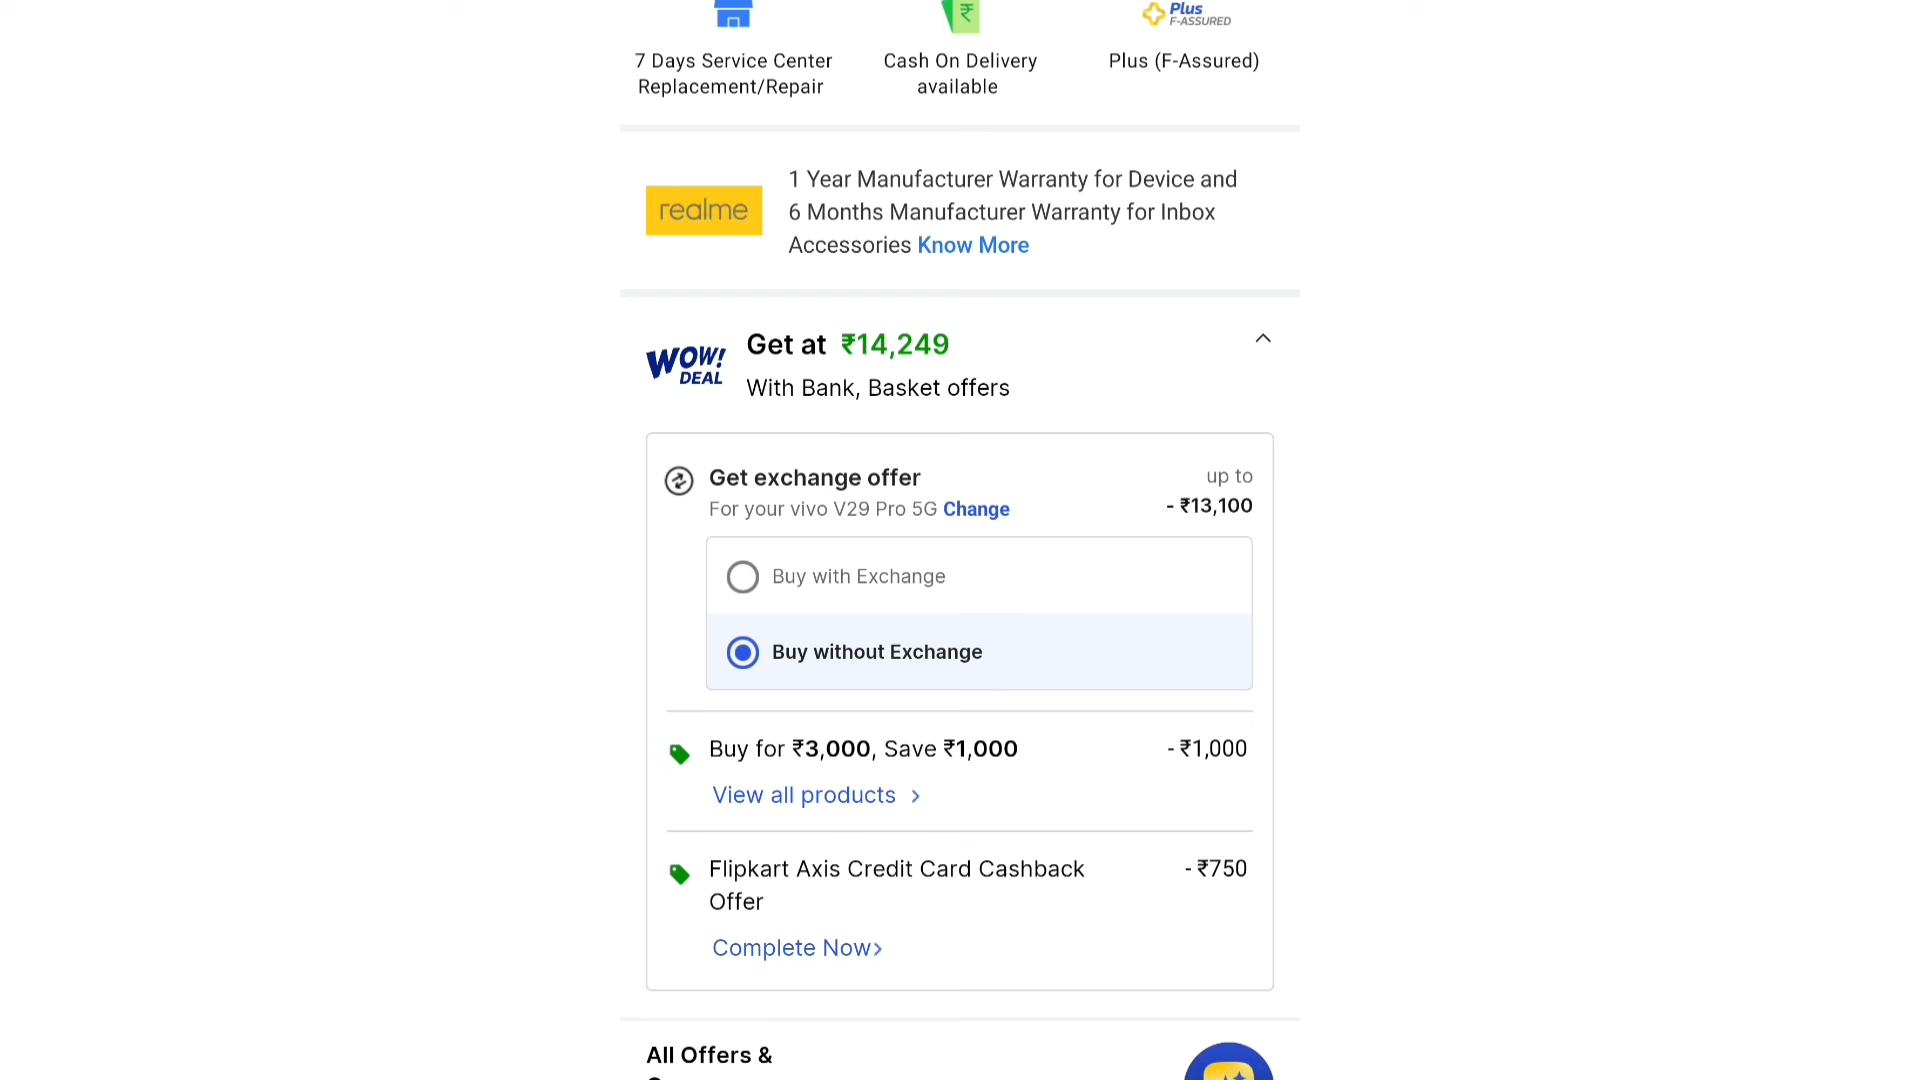 Plus
F-ASSURED
7 Days Service Center
Replacement/Repair
Cash On Delivery
available
Plus (F-Assured)
realme
1 Year Manufacturer Warranty for Device and
6 Months Manufacturer Warranty for Inbox
Accessories Know More
WOW!
DEAL
Get at ₹14,249
With Bank, Basket offers
Get exchange offer
up to
For your vivo V29 Pro 5G Change
- ₹13,100
Buy with Exchange
Buy without Exchange
Buy for ₹3,000, Save ₹1,000
- ₹1,000
View all products
Flipkart Axis Credit Card Cashback
Offer
- ₹750
Complete Now
All Offers &